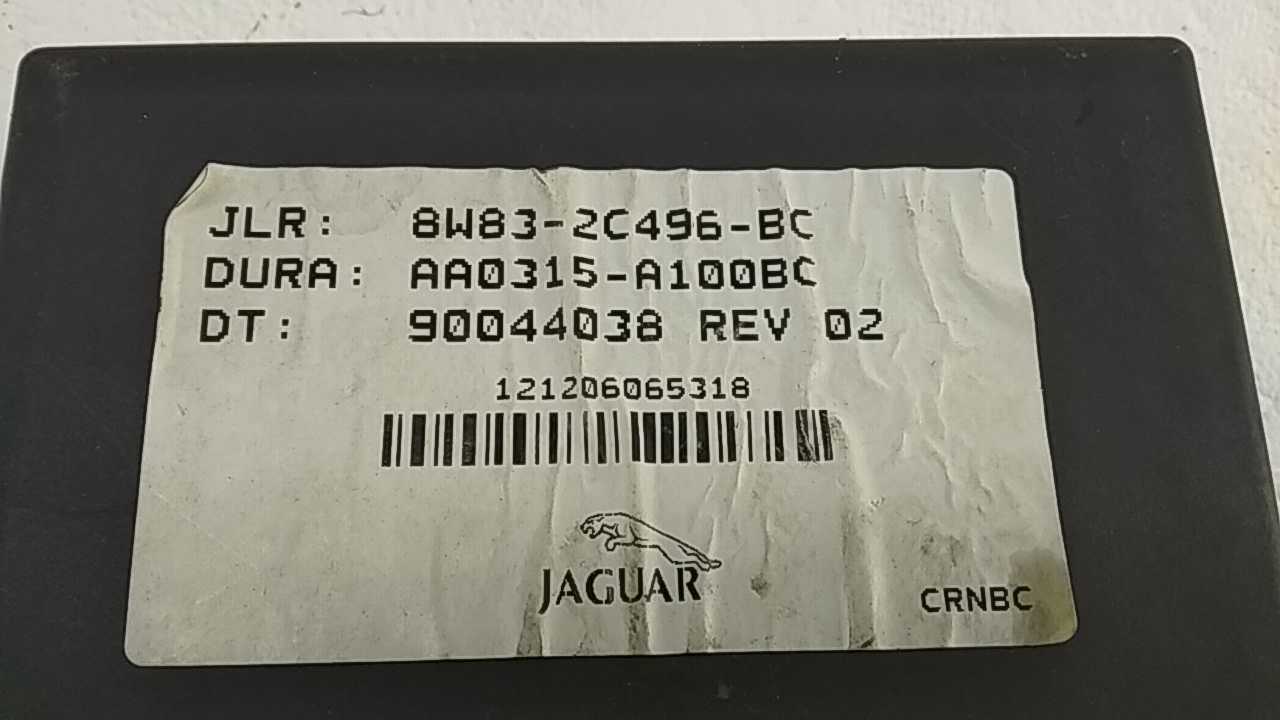 JLR: 8W83-2C496-BC
DURA: AA0315-A100BC
DT: 90044038 REV 02
121206065318
JAGUAR
CRNBC